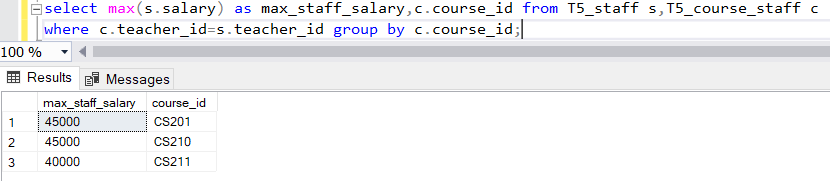 select max(s.salary) as max_staff_salary,c.course_id from T5_staff s,T5_course_staff c
where c.teacher_id=s.teacher_id group by c.course_id;
100 %
Results Messages
max_staff_salary course_id
1 45000 CS201
2 45000 CS210
3 40000 CS211